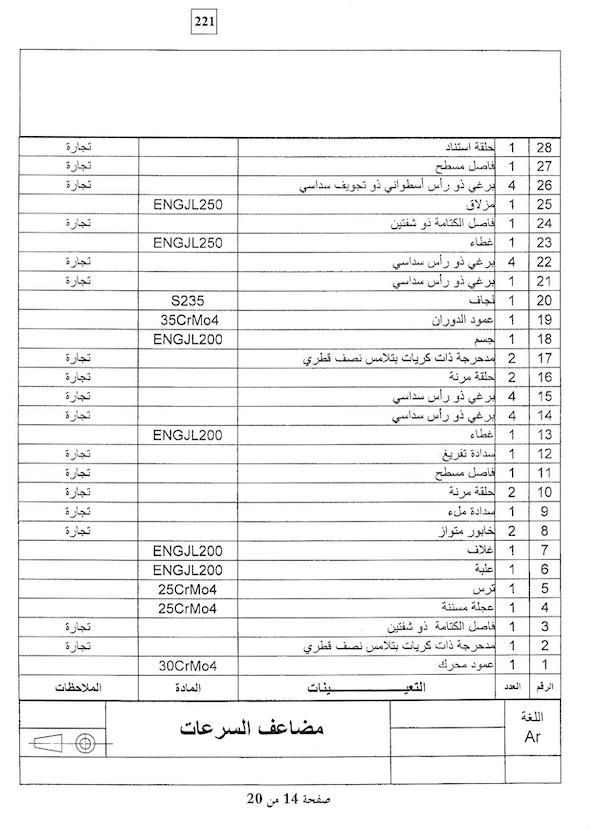 221
28 1 حلقة استناد تجارة
27 1 فاصل مسطح تجارة
26 4 برغي ذو رأس أسطواني ذو تجويف سداسي تجارة
25 1 مزلاق ENGJL250
24 1 فاصل الكتامة ذو شفتين تجارة
23 1 غطاء ENGJL250
22 4 برغي ذو رأس سداسي تجارة
21 1 برغي ذو رأس سداسي تجارة
20 1 لجاف S235
19 1 عمود الدوران 35CrMo4
18 1 جسم ENGJL200
17 2 مدحرجة ذات كريات بتلامس نصف قطري تجارة
16 2 حلقة مرنة تجارة
15 4 برغي ذو رأس سداسي تجارة
14 4 برغي ذو رأس سداسي تجارة
13 1 غطاء ENGJL200
12 1 سدادة تفريغ تجارة
11 1 فاصل مسطح تجارة
10 2 حلقة مرنة تجارة
9 1 سدادة ملء تجارة
8 2 خابور متواز تجارة
7 1 غلاف ENGJL200
6 1 علبة ENGJL200
5 1 ترس 25CrMo4
4 1 عجلة مسننة 25CrMo4
3 1 فاصل الكتامة ذو شفتين تجارة
2 1 مدحرجة ذات كريات بتلامس نصف قطري تجارة
1 1 عمود محرك 30CrMo4
الرقم العدد التعيـــــــــــينات المادة الملاحظات
اللغة
Ar
مضاعف السرعات
صفحة 14 من 20